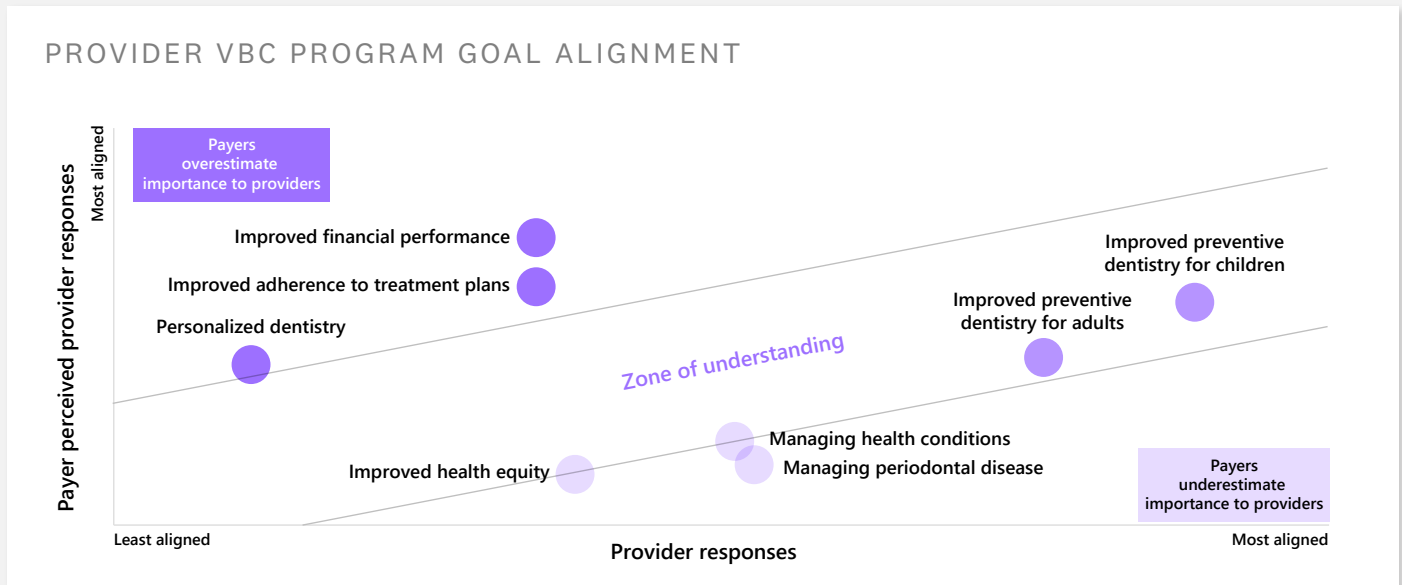 PROVIDER VBC PROGRAM GOAL ALIGNMENT
Payer perceived provider responses
Most aligned
Payers
overestimate
importance to providers
Improved financial performance
Improved adherence to treatment plans
Personalized dentistry
Improved preventive
dentistry for children
Improved preventive
dentistry for adults
Zone of understanding
Managing health conditions
Managing periodontal disease
Improved health equity
Payers
underestimate
importance to providers
Least aligned
Provider responses
Most aligned